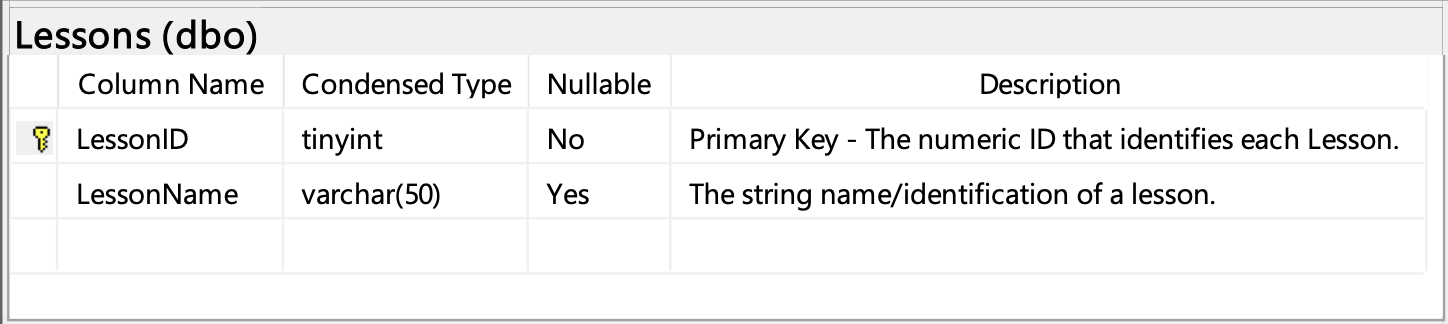 Lessons (dbo)
Column Name Condensed Type Nullable Description
LessonID tinyint No Primary Key - The numeric ID that identifies each Lesson.
LessonName varchar(50) Yes The string name/identification of a lesson.